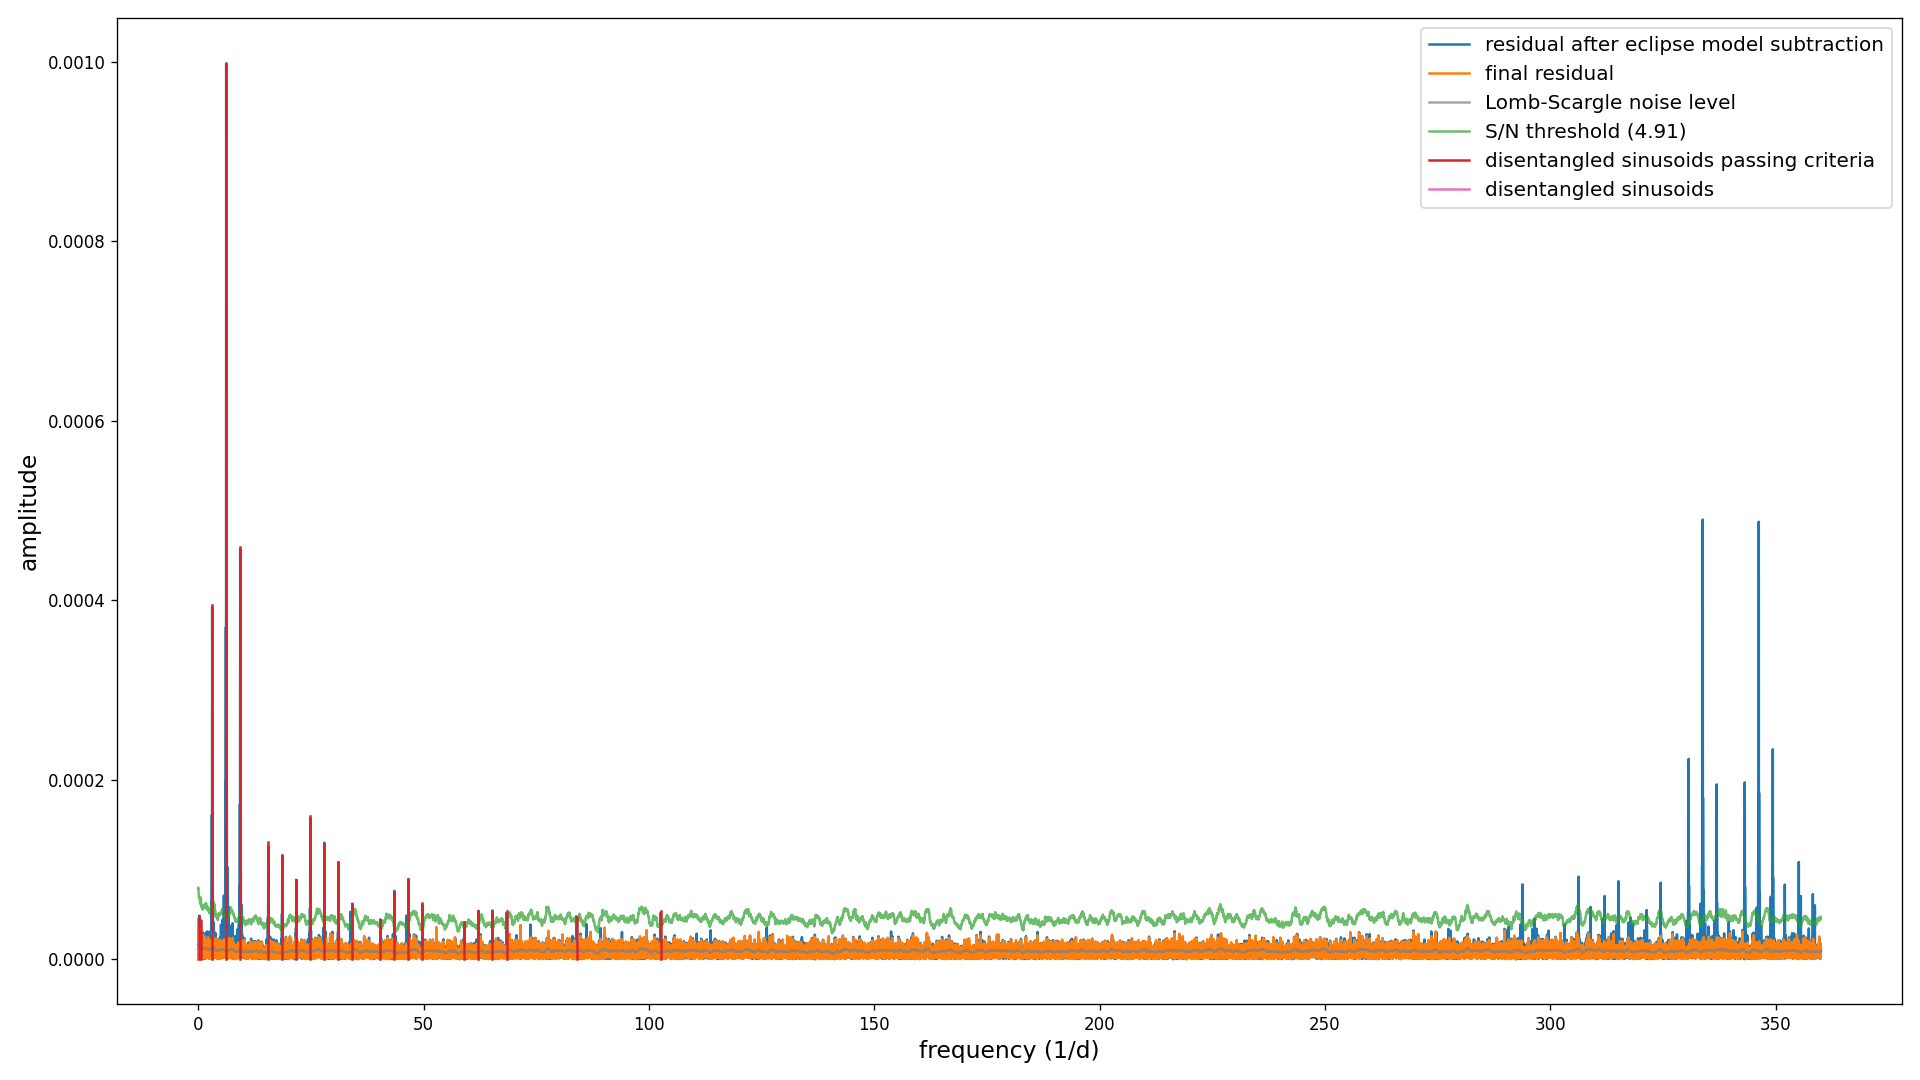 residual after eclipse model subtraction
final residual
Lomb-Scargle noise level
S/N threshold (4.91)
disentangled sinusoids passing criteria
disentangled sinusoids
0.0010
0.0008
0.0006
0.0004
0.0002
0.0000
amplitude
0 50 100 150 200 250 300 350
frequency (1/d)